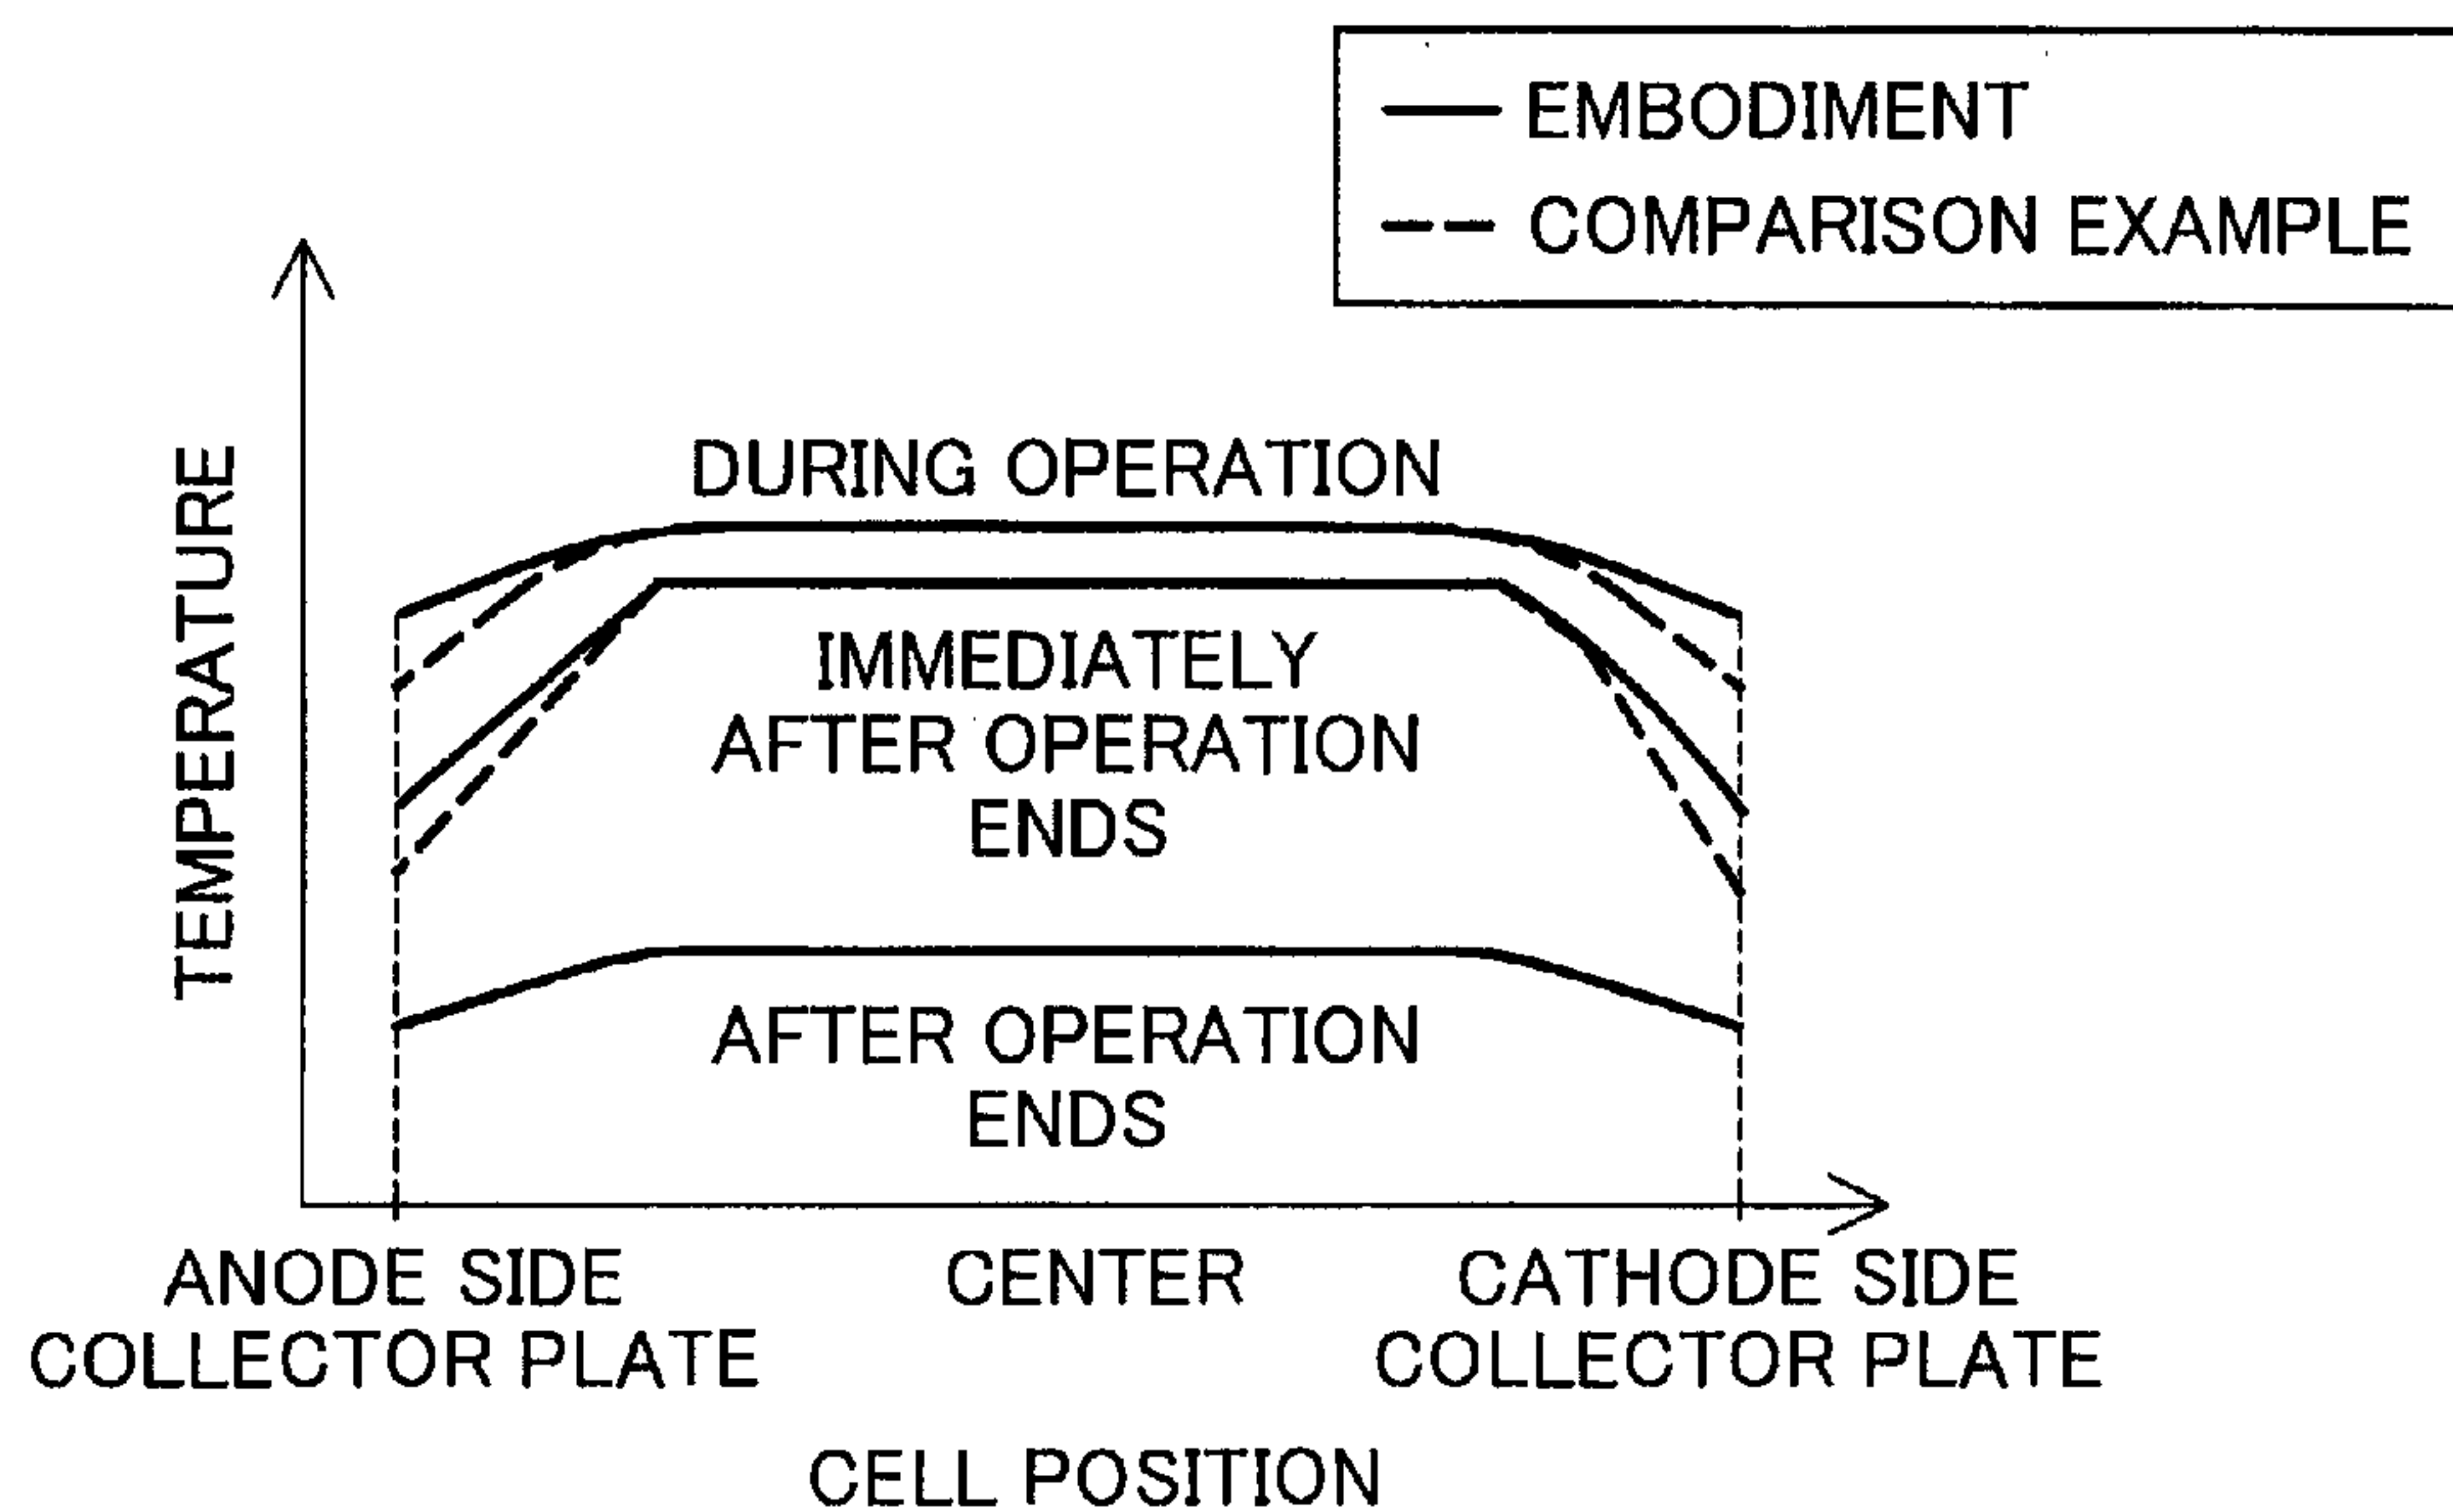 EMBODIMENT
COMPARISON EXAMPLE
TEMPERATURE
DURING OPERATION
IMMEDIATELY
AFTER OPERATION
ENDS
AFTER OPERATION
ENDS
ANODE SIDE
COLLECTOR PLATE
CENTER
CATHODE SIDE
COLLECTOR PLATE
CELL POSITION